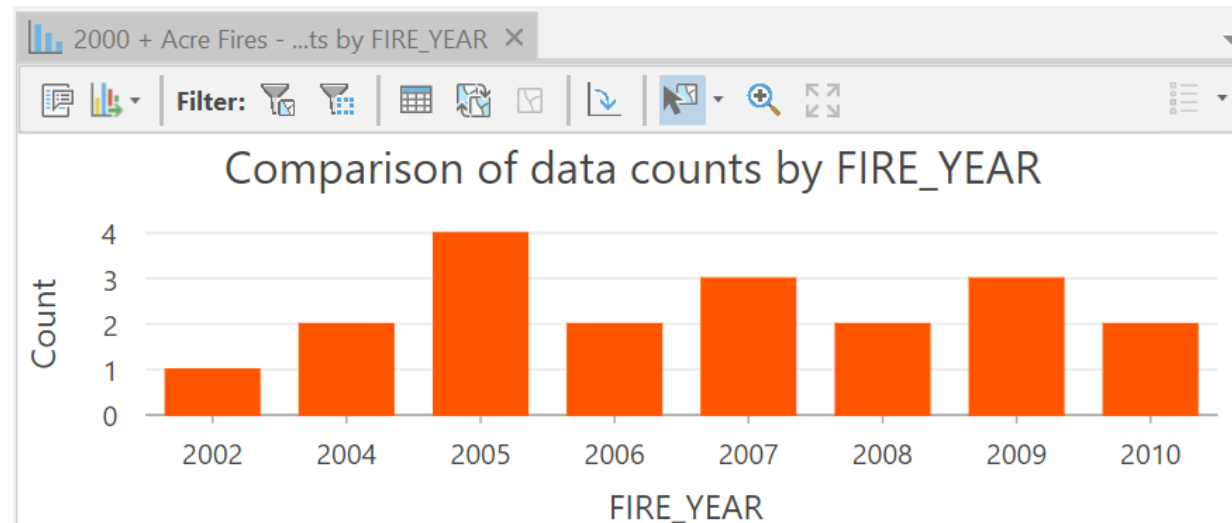 2000 + Acre Fires - ...ts by FIRE_YEAR
Filter:
Comparison of data counts by FIRE_YEAR
4
3
2
1
0
Count
2002 2004 2005 2006 2007 2008 2009 2010
FIRE_YEAR